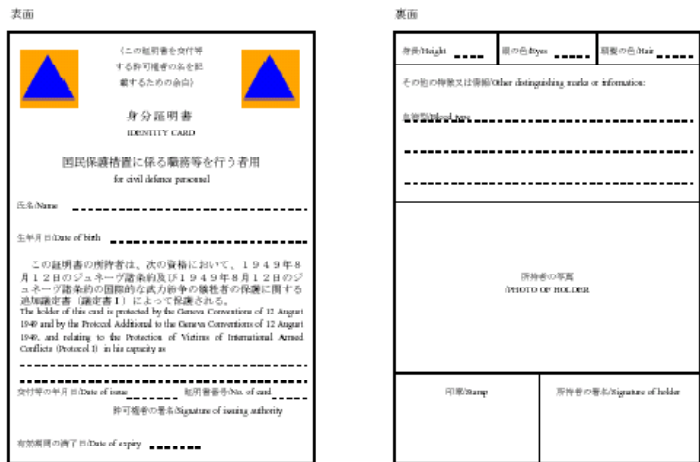 表面
(この証明書を交付等
する許可権者の名を記
載するための余白)
身分証明書
IDENTITY CARD
国民保護措置に係る職務等を行う者用
for civil defence personnel
氏名/Name
生年月日/Date of birth
この証明書の所持者は、次の資格において、1949年8
月12日のジュネーヴ諸条約及び1949年8月12日のジ
ュネーヴ諸条約の国際的な武力紛争の犠牲者の保護に関する
追加議定書(議定書I)によって保護される。
The holder of this card is protected by the Geneva Conventions of 12 August
1949 and by the Protocol Additional to the Geneva Conventions of 12 August
1949, and relating to the Protection of Victims of International Armed
Conflicts (Protocol I) in his capacity as
交付等の年月日/Date of issue 証明書番号/No. of card
許可権者の署名/Signature of issuing authority
有効期間の満了日/Date of expiry
裏面
身長/Height 眼の色/Eyes 頭髪の色/Hair
その他の特徴又は情報/Other distinguishing marks or information:
血液型/Blood type
所持者の写真
/PHOTO OF HOLDER
印章/Stamp 所持者の署名/Signature of holder